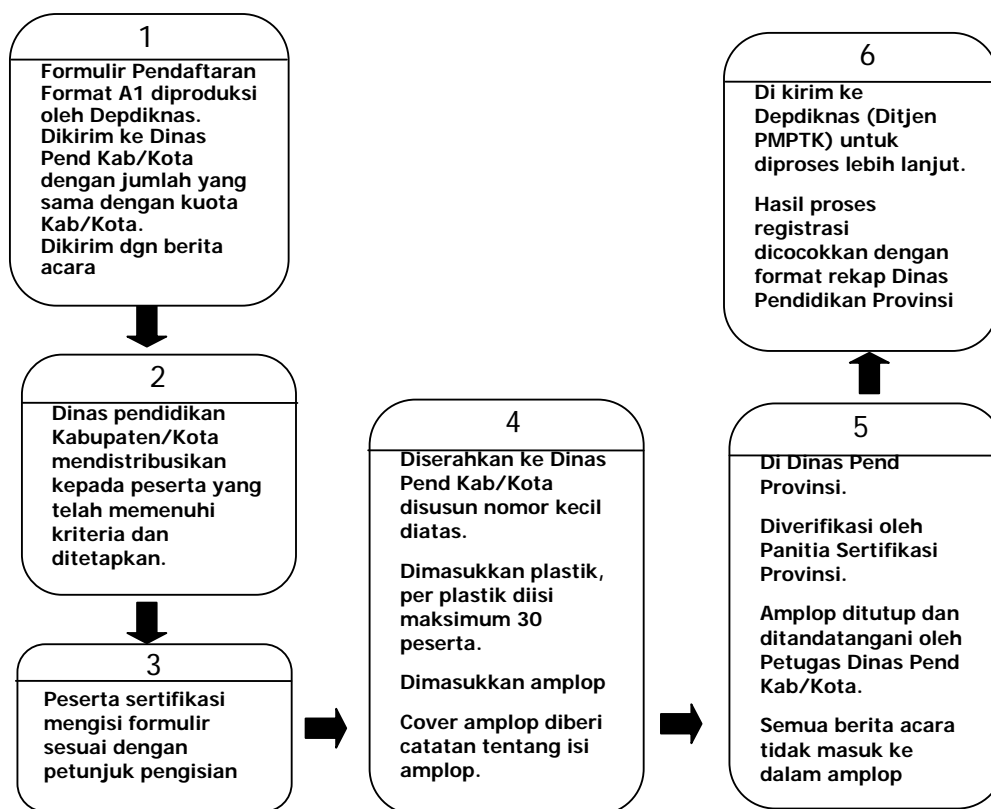 1
Formulir Pendaftaran
Format A1 diproduksi
oleh Depdiknas.
Dikirim ke Dinas
Pend Kab/Kota
dengan jumlah yang
sama dengan kuota
Kab/Kota.
Dikirim dgn berita
acara
2
Dinas pendidikan
Kabupaten/Kota
mendistribusikan
kepada peserta yang
telah memenuhi
kriteria dan
ditetapkan.
3
Peserta sertifikasi
mengisi formulir
sesuai dengan
petunjuk pengisian
4
Diserahkan ke Dinas
Pend Kab/Kota
disusun nomor kecil
diatas.
Dimasukkan plastik,
per plastik diisi
maksimum 30
peserta.
Dimasukkan amplop
Cover amplop diberi
catatan tentang isi
amplop.
5
Di Dinas Pend
Provinsi.
Diverifikasi oleh
Panitia Sertifikasi
Provinsi.
Amplop ditutup dan
ditandatangani oleh
Petugas Dinas Pend
Kab/Kota.
Semua berita acara
tidak masuk ke
dalam amplop
6
Di kirim ke
Depdiknas (Ditjen
PMPTK) untuk
diproses lebih lanjut.
Hasil proses
registrasi
dicocokkan dengan
format rekap Dinas
Pendidikan Provinsi